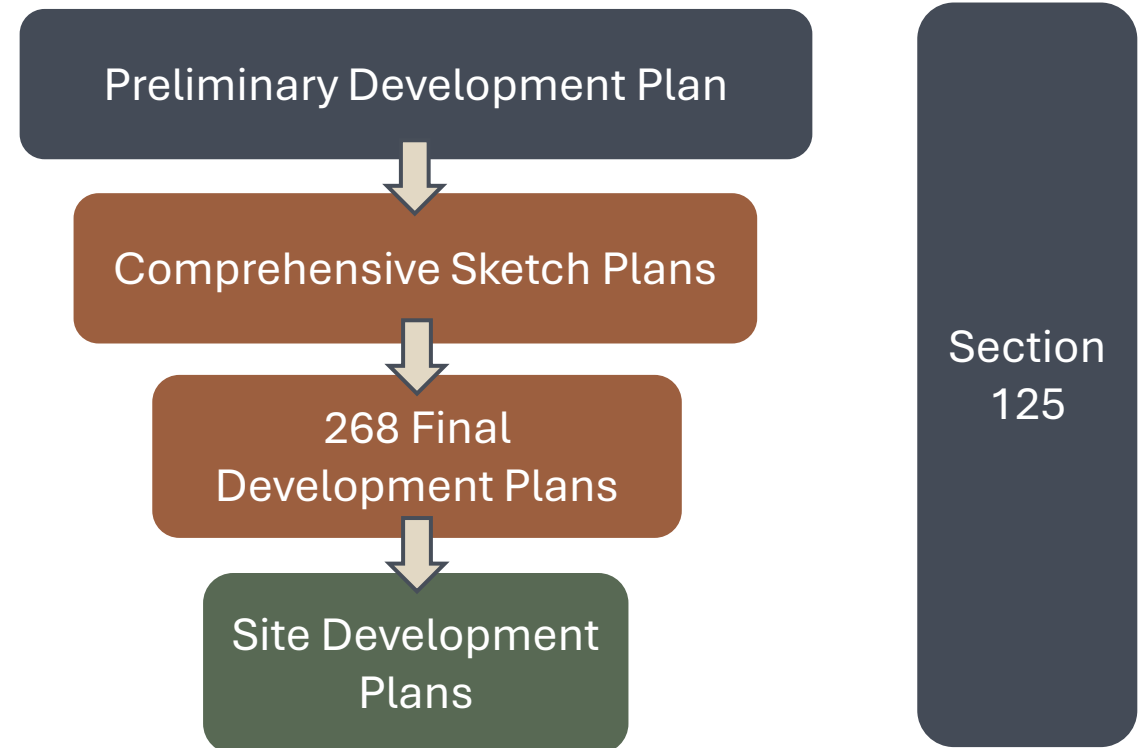 Preliminary Development Plan
Comprehensive Sketch Plans
268 Final
Development Plans
Site Development
Plans
Section
125